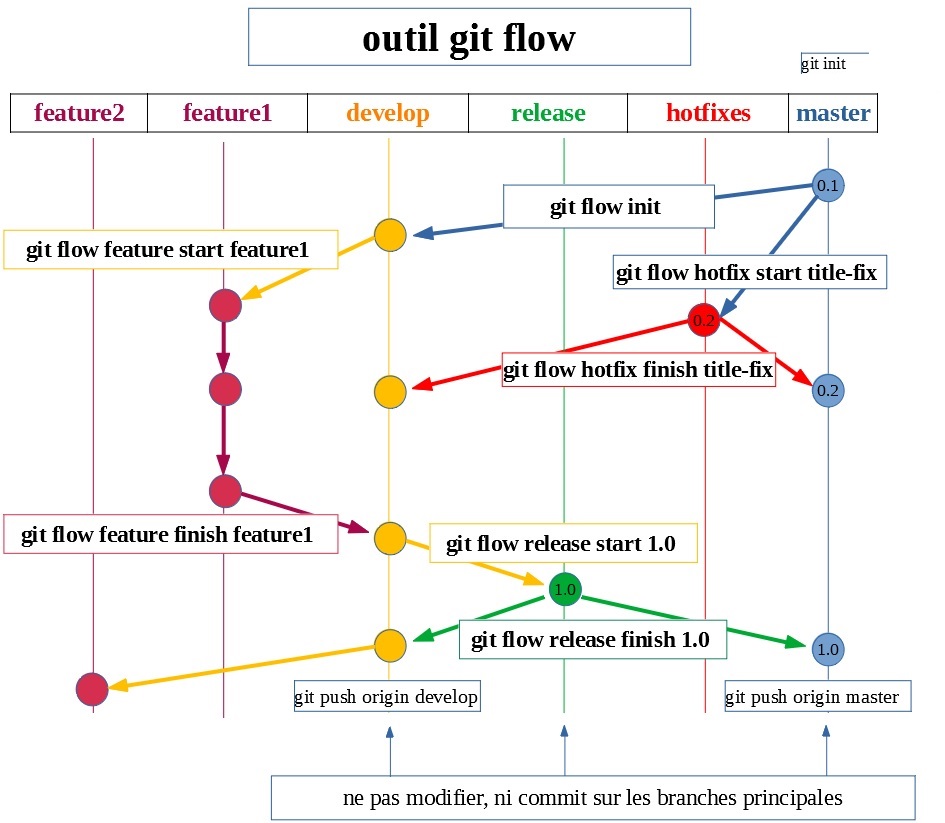 outil git flow
git init
feature2
feature1
develop
release
hotfixes
master
0.1
git flow init
git flow feature start feature1
git flow hotfix start title-fix
0.2
git flow hotfix finish title-fix
0.2
git flow feature finish feature1
git flow release start 1.0
1.0
git flow release finish 1.0
1.0
git push origin develop
git push origin master
ne pas modifier, ni commit sur les branches principales